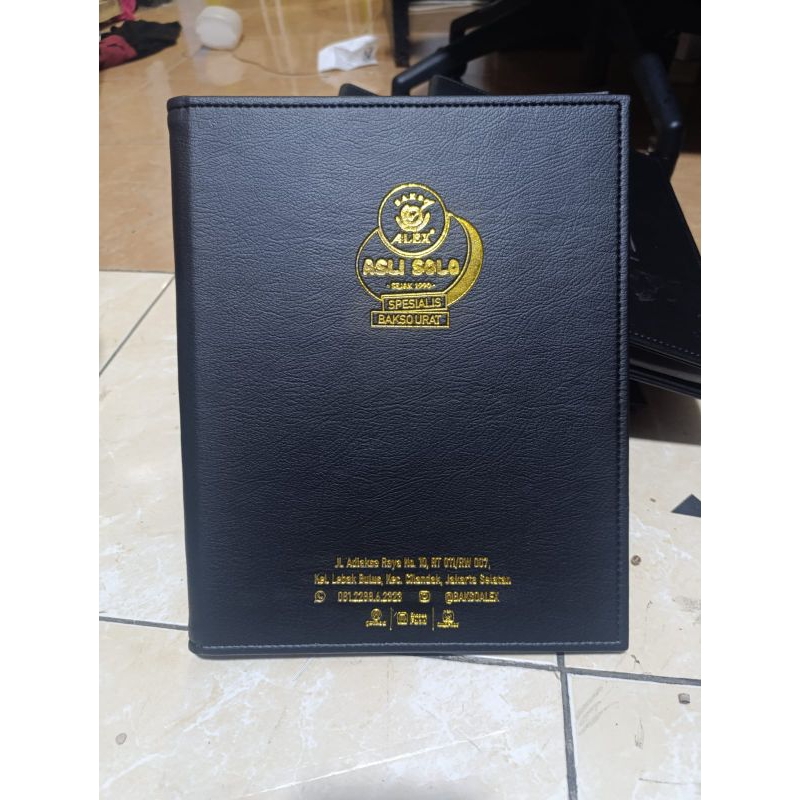 BAKSO
ALEX
ASLI SOLO
- SEJAK 1990 -
SPESIALIS
BAKSO URAT
Jl. Adiaksa Raya No. 10, RT 011/RW 007,
Kel. Lebak Bulus, Kec. Cilandak, Jakarta Selatan
@BAKSOALEX